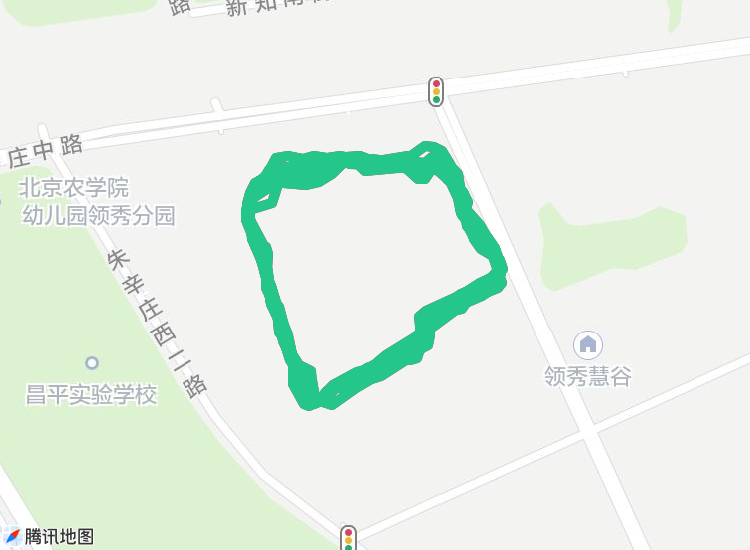 路
新知南
庄中路
北京农学院
幼儿园领秀分园
朱辛庄西二路
领秀慧谷
昌平实验学校
腾讯地图